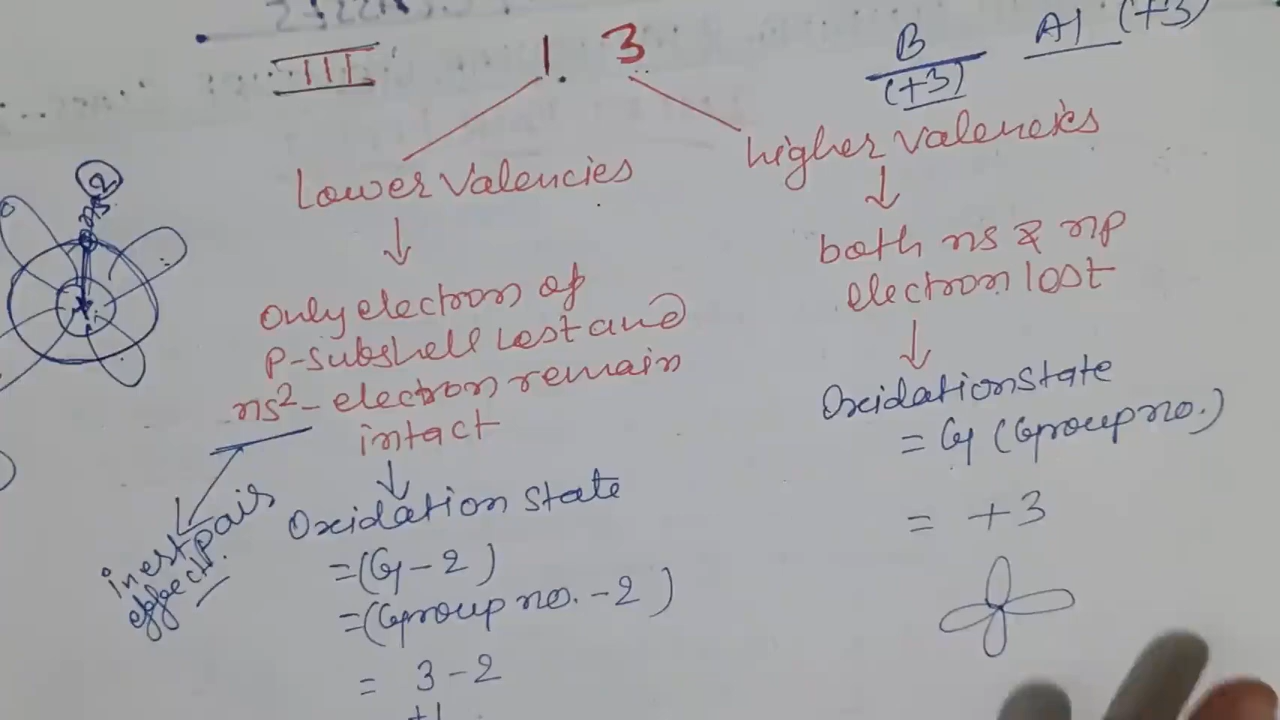 III
1. 3
B
(+3)
Al (+3)
Lower Valencies
higher valencies
↓
↓
only electron of
P-subshell lost and
ns² - electron remain
intact
both ns & np
electron lost
↓
↓
inert pair
effect.
Oxidation state
= (G - 2)
= (Group no. - 2)
= 3 - 2
+1
Oxidation state
= G (Group no.)
= +3